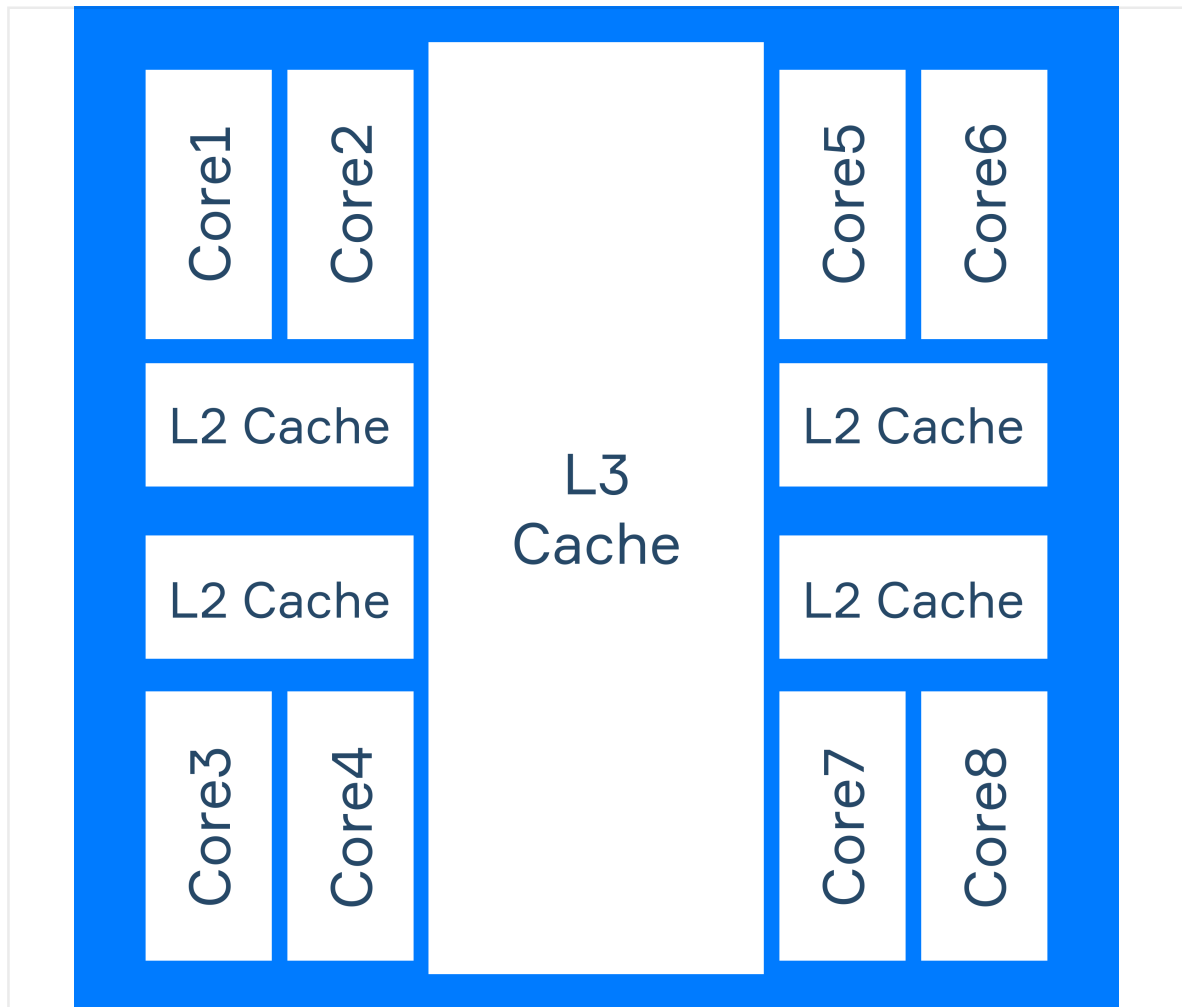 Core1
Core2
L2 Cache
L2 Cache
Core3
Core4
L3
Cache
Core5
Core6
L2 Cache
L2 Cache
Core7
Core8